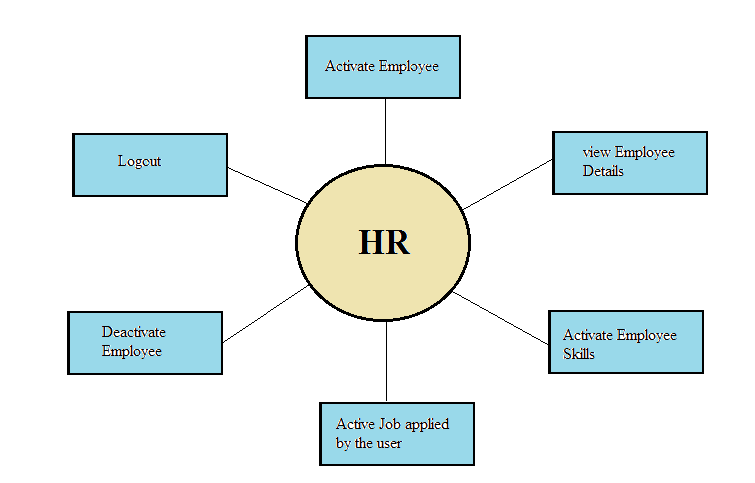 Activate Employee
Logout
view Employee
Details
HR
Deactivate
Employee
Activate Employee
Skills
Active Job applied
by the user